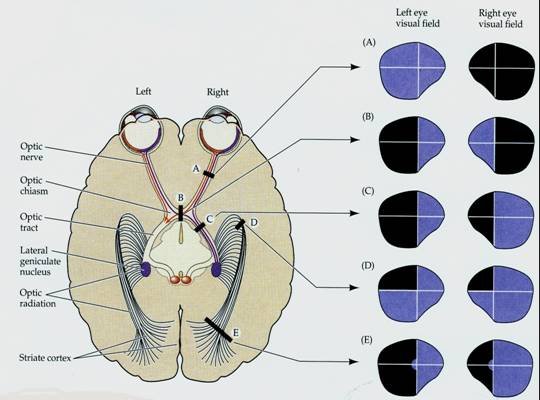 Left eye
visual field
Right eye
visual field
(A)
Left
Right
(B)
Optic
nerve
A
Optic
chiasm
B
(C)
Optic
tract
C
D
Lateral
geniculate
nucleus
(D)
Optic
radiation
E
(E)
Striate cortex